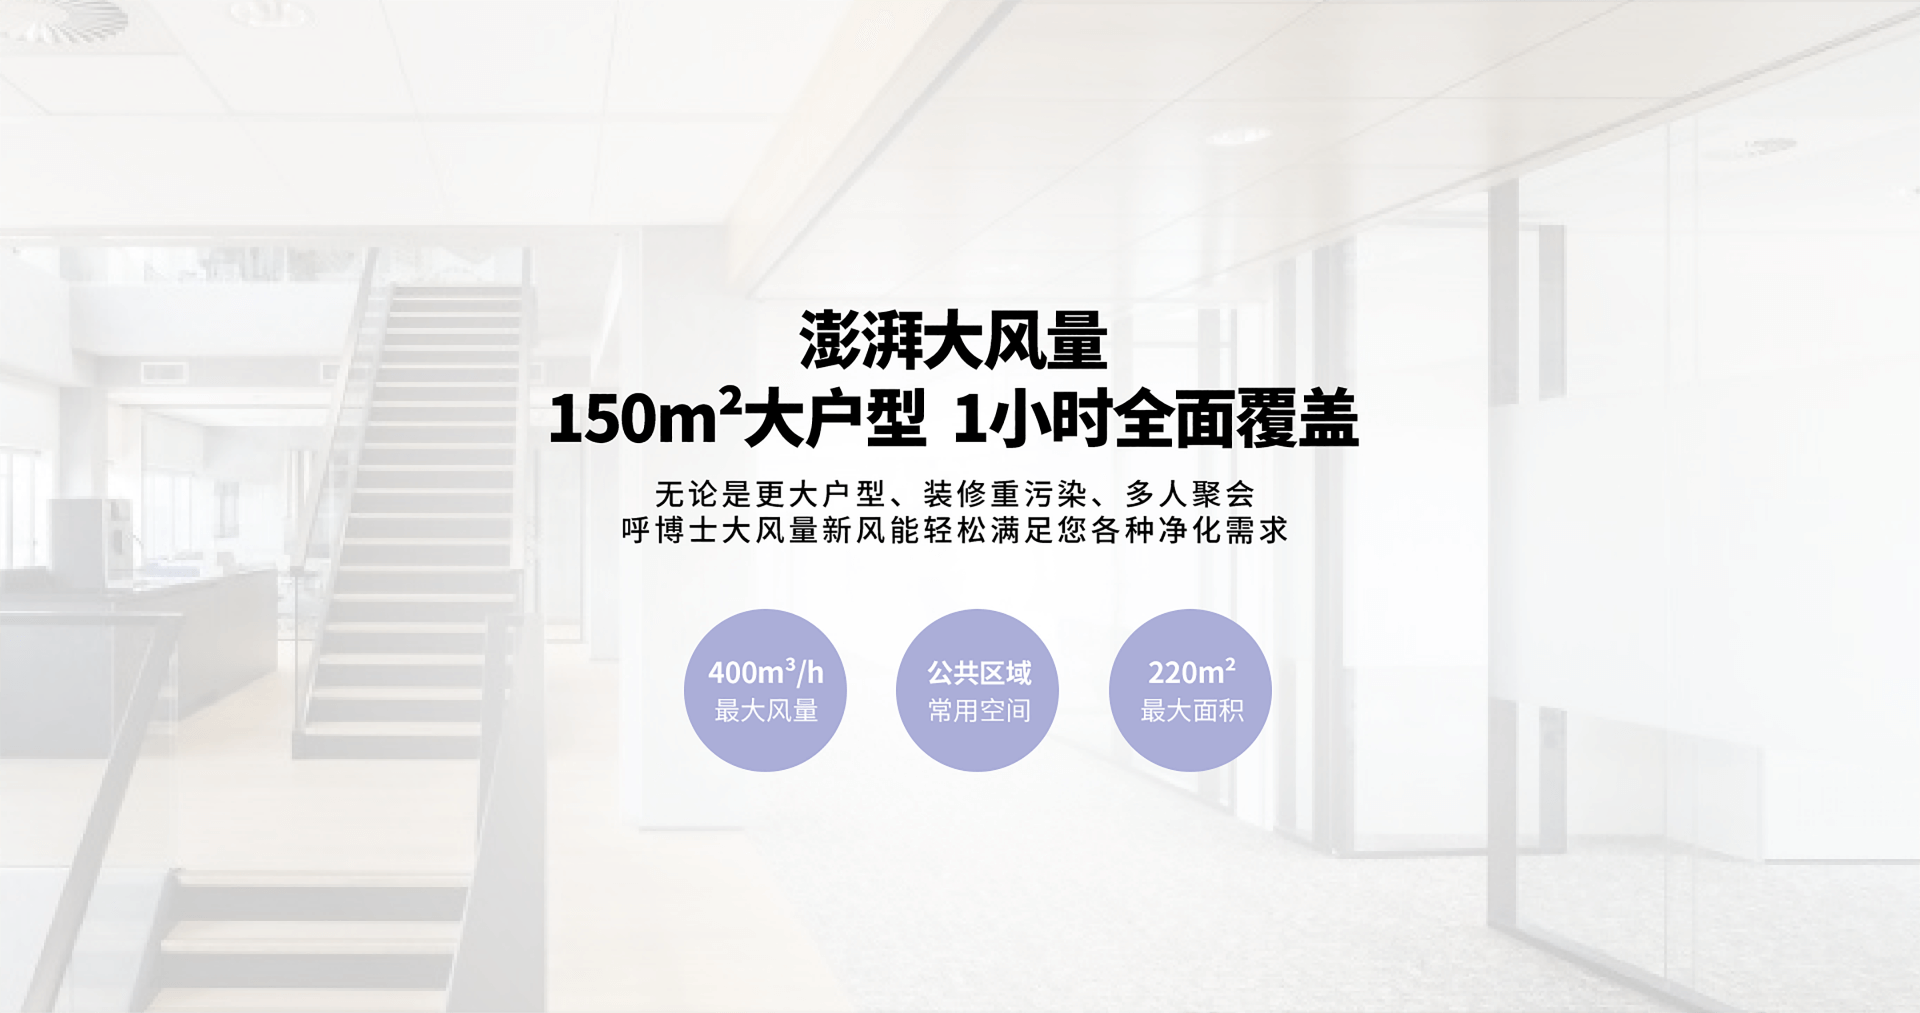 澎湃大风量
150m²大户型 1小时全面覆盖
无论是更大户型、装修重污染、多人聚会
呼博士大风量新风能轻松满足您各种净化需求
400m³/h
最大风量
公共区域
常用空间
220m²
最大面积